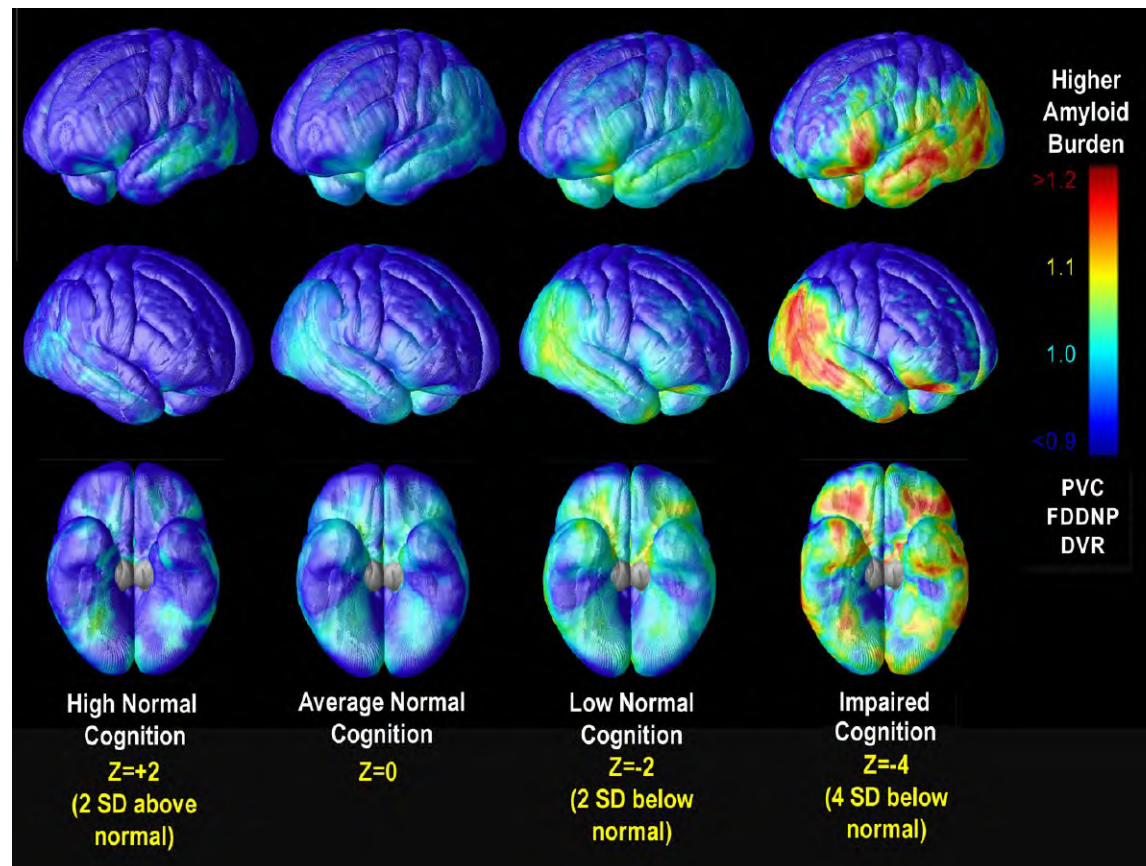 Higher
Amyloid
Burden
>1.2
1.1
1.0
<0.9
PVC
FDDNP
DVR
High Normal
Cognition
Z=+2
(2 SD above
normal)
Average Normal
Cognition
Z=0
Low Normal
Cognition
Z=-2
(2 SD below
normal)
Impaired
Cognition
Z=-4
(4 SD below
normal)